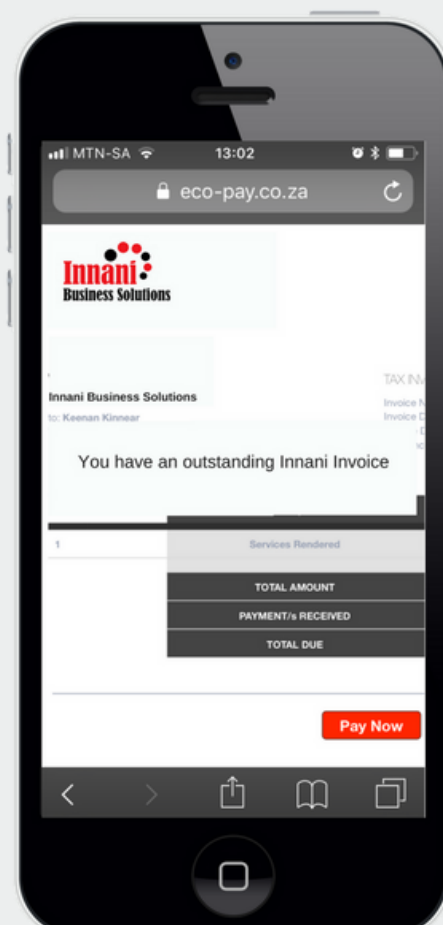 MTN-SA 13:02
eco-pay.co.za
Innani
Business Solutions
TAX INV
Innani Business Solutions
Invoice N
to: Keenan Kinnear
Invoice D
You have an outstanding Innani Invoice
1 Services Rendered
TOTAL AMOUNT
PAYMENT/s RECEIVED
TOTAL DUE
Pay Now